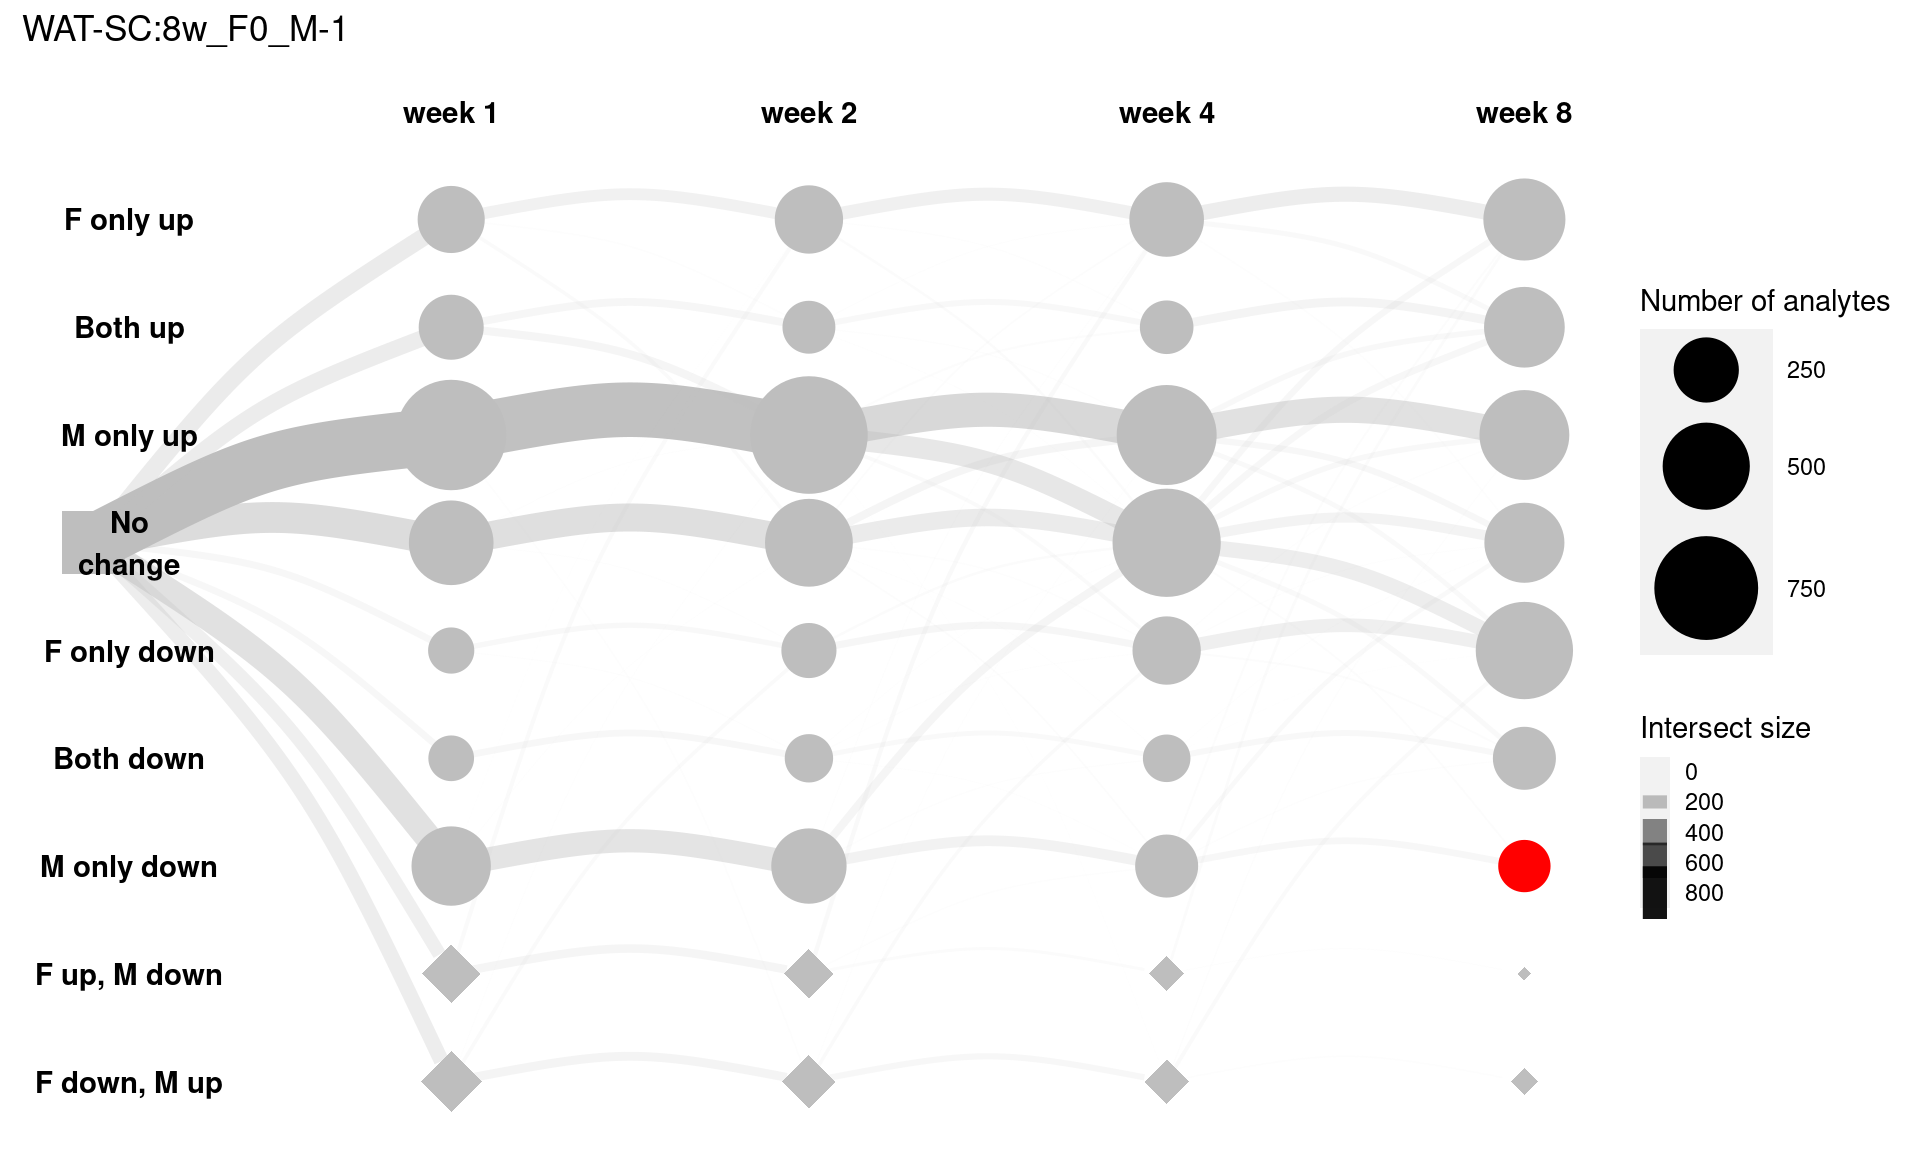 WAT-SC:8w_F0_M-1
week 1
week 2
week 4
week 8
F only up
Both up
M only up
No
change
F only down
Both down
M only down
F up, M down
F down, M up
Number of analytes
250
500
750
Intersect size
0
200
400
600
800